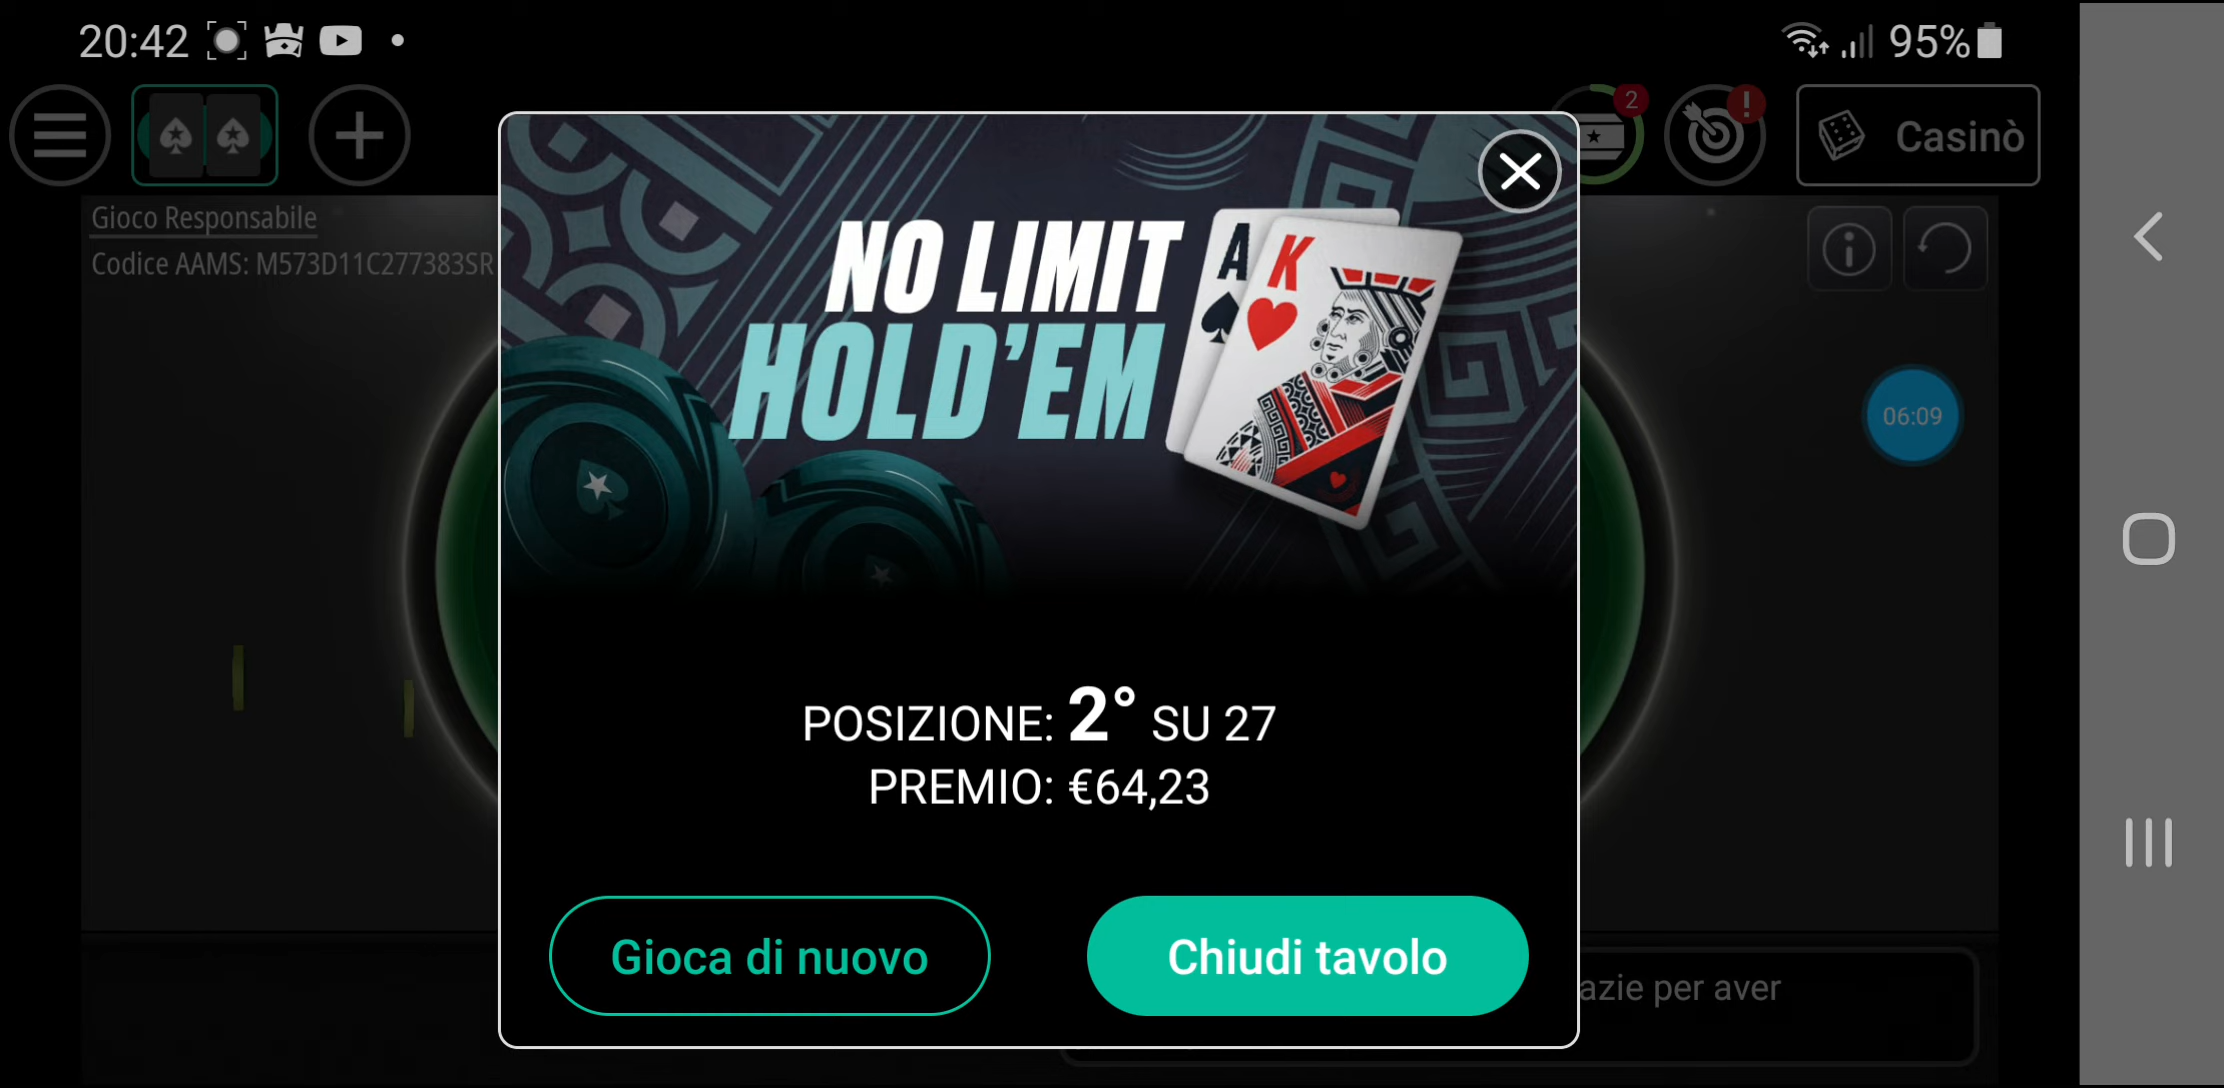 20:42
95%
2
!
Casinò
Gioco Responsabile
Codice AAMS: M573D11C277383SR
NO LIMIT
HOLD'EM
A
K
06:09
POSIZIONE: 2° SU 27
PREMIO: €64,23
Gioca di nuovo
Chiudi tavolo
azie per aver